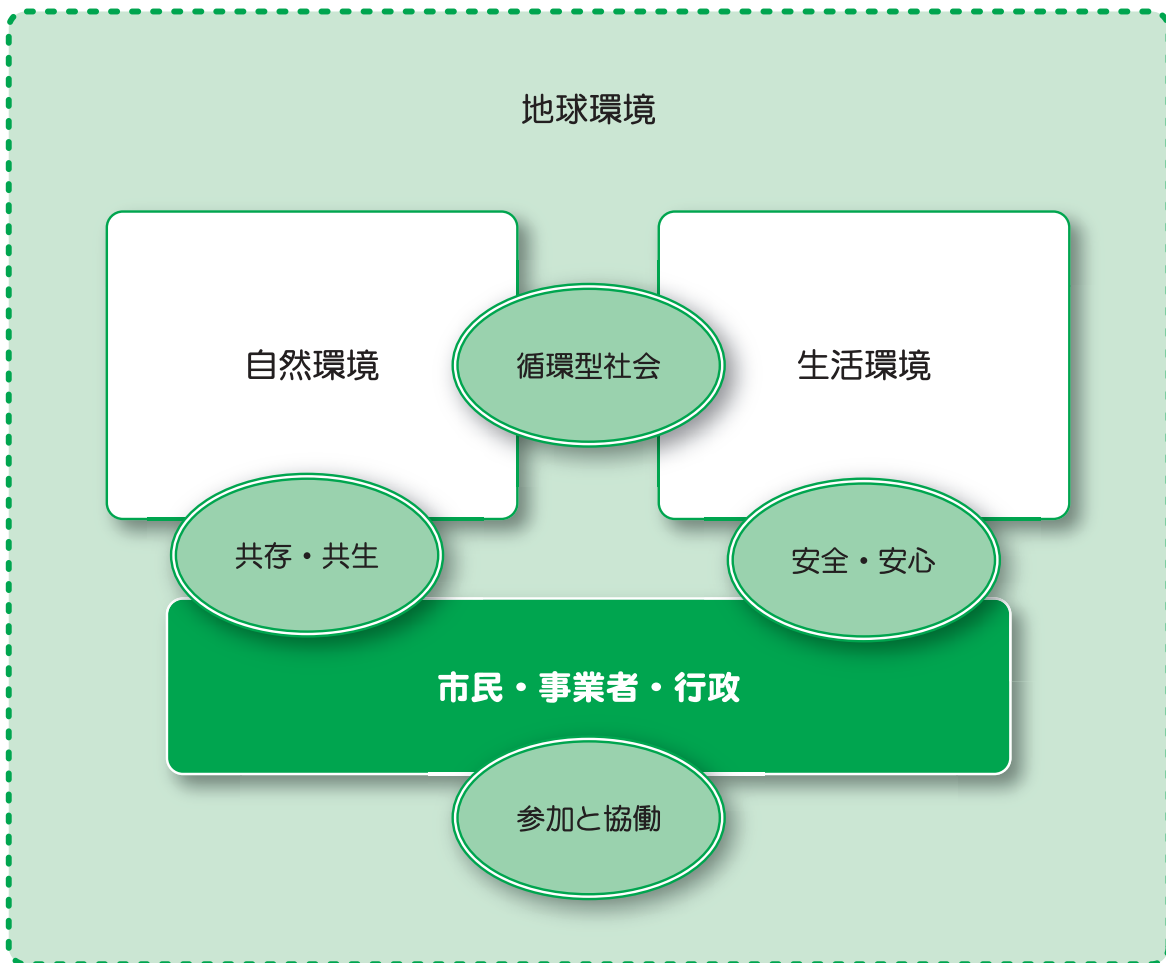 地球環境
自然環境
循環型社会
生活環境
共存・共生
安全・安心
市民・事業者・行政
参加と協働